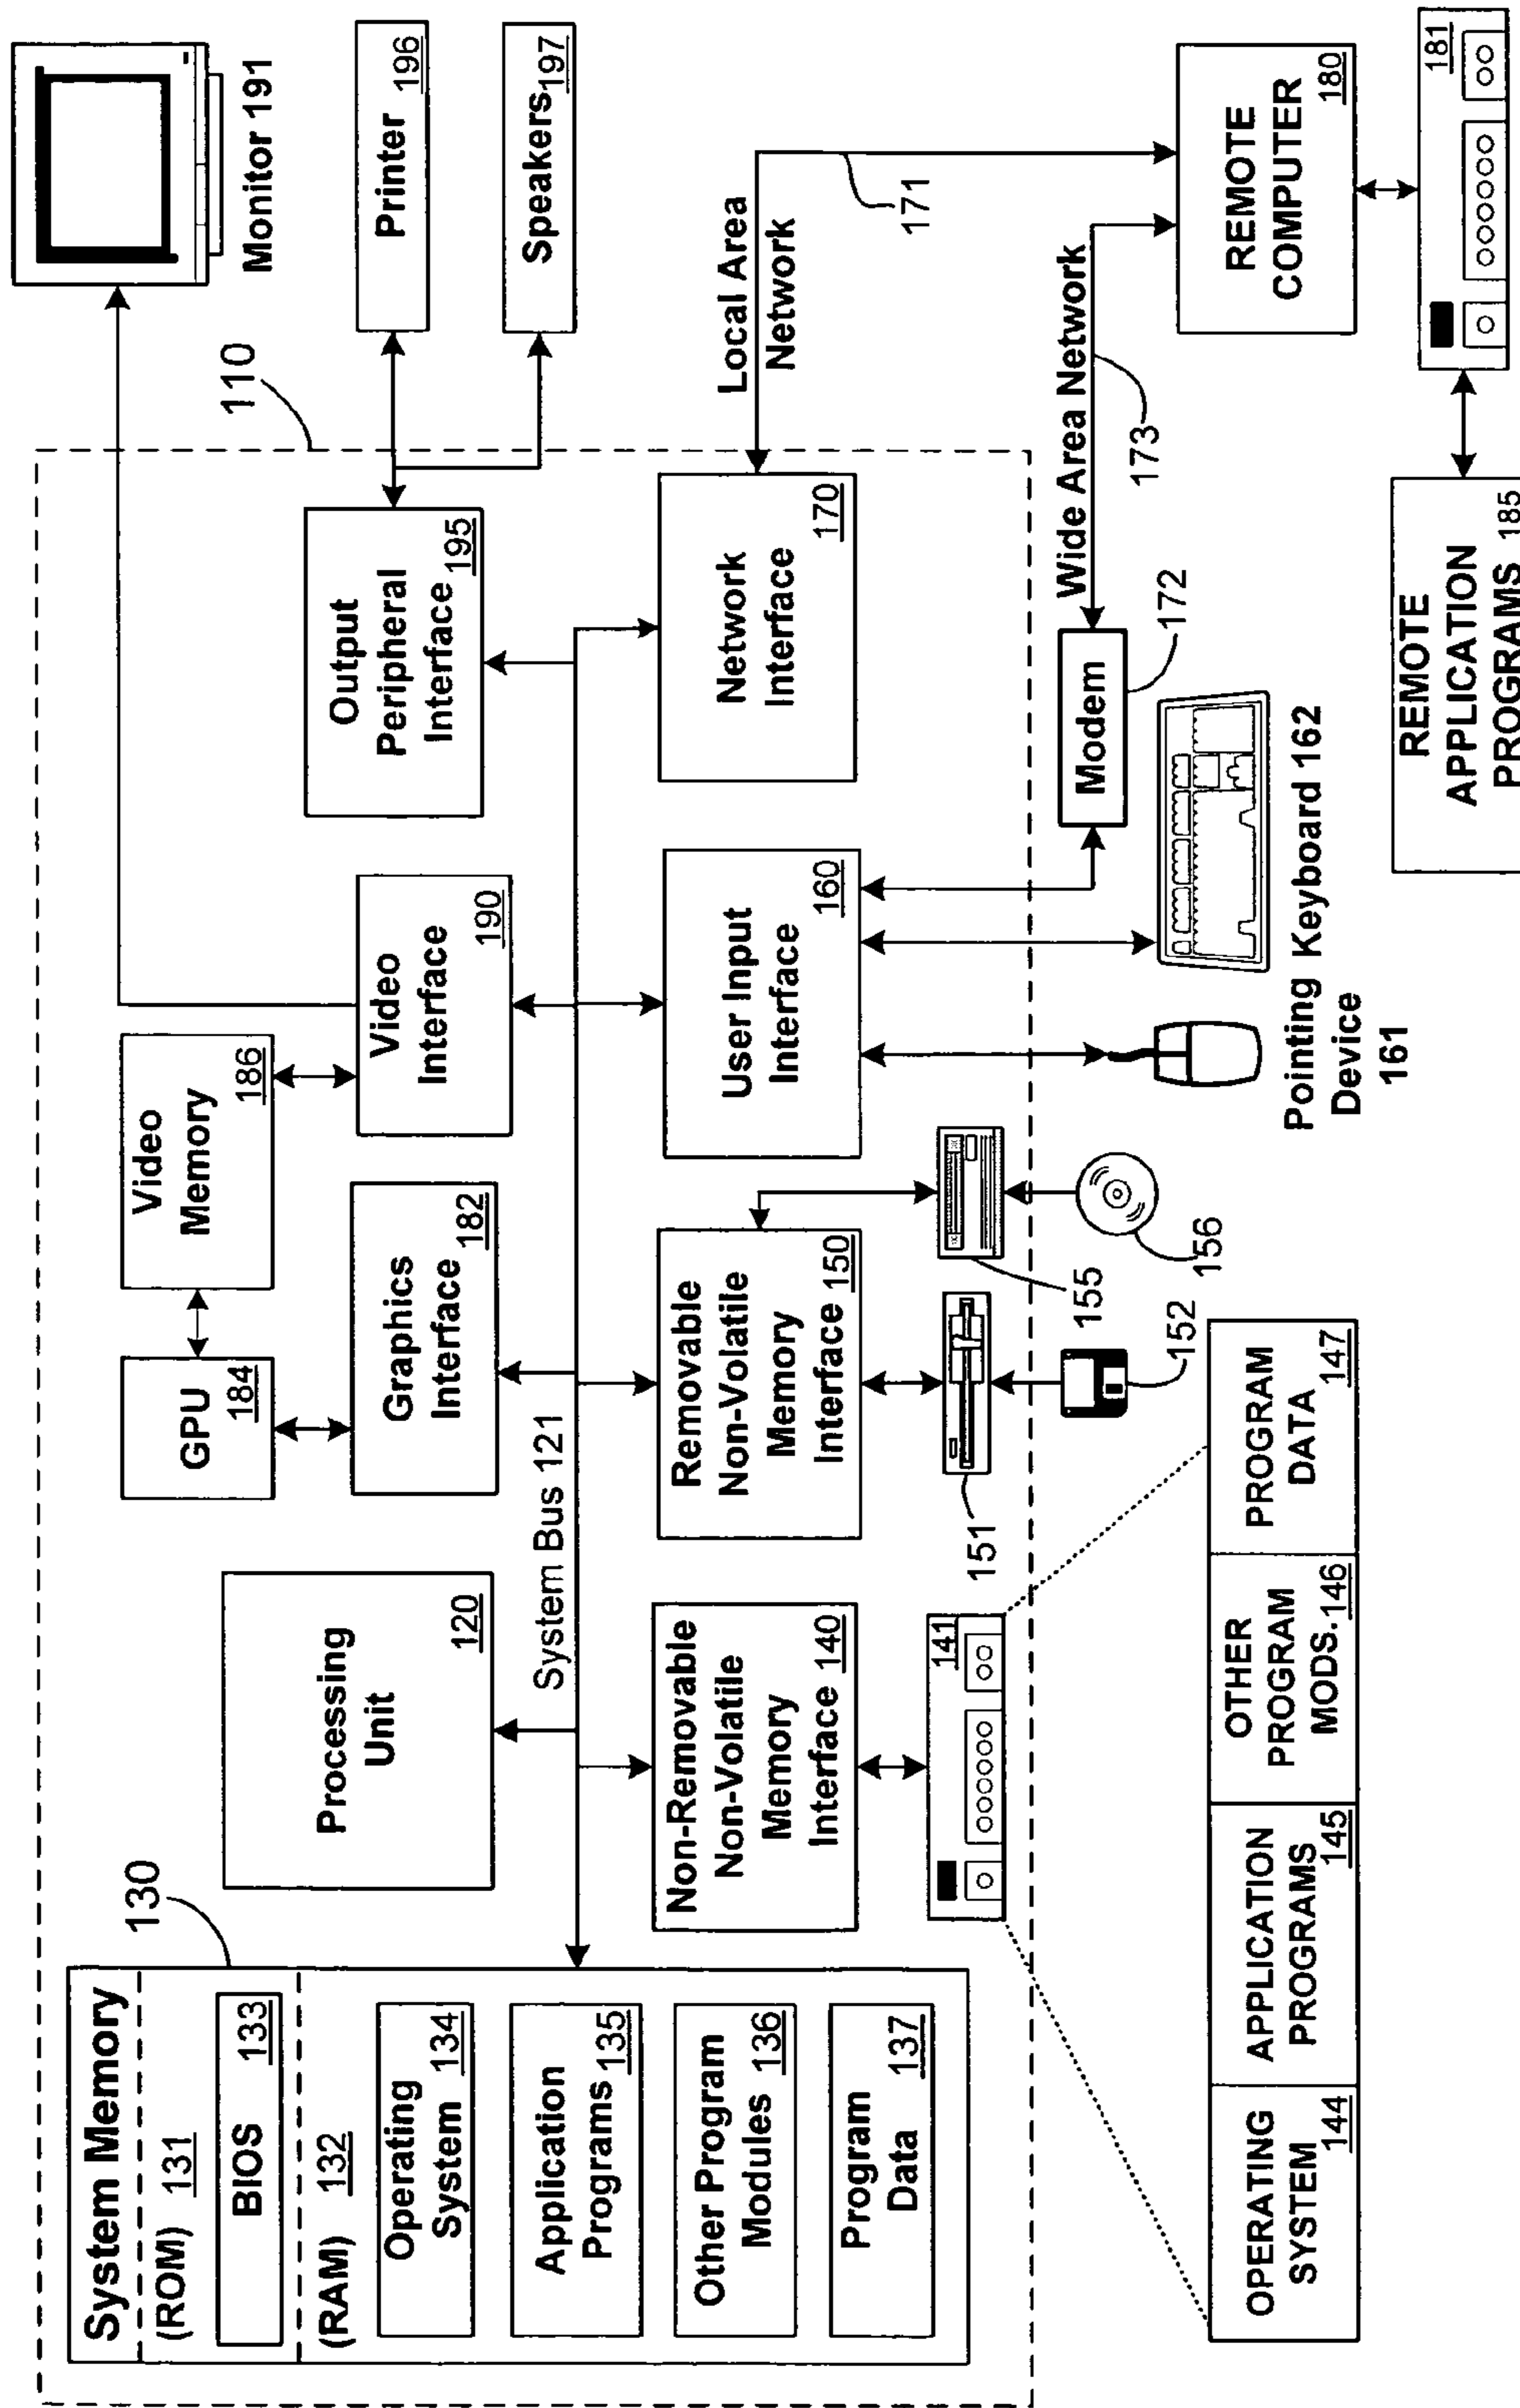 System Memory
(ROM) 131
BIOS 133
(RAM) 132
Operating
System 134
Application
Programs 135
Other Program
Modules 136
Program
Data 137
130
Processing
Unit
120
GPU
184
Video
Memory
186
Graphics
Interface
182
Video
Interface
190
Output
Peripheral
Interface 195
110
Monitor 191
Printer
196
Speakers 197
System Bus 121
Non-Removable
Non-Volatile
Memory
Interface 140
Removable
Non-Volatile
Memory
Interface 150
User Input
Interface
160
Network
Interface
170
Local Area
Network
171
141
151
152
155
156
Wide Area Network
173
Modem
172
Pointing
Device
161
Keyboard 162
REMOTE
COMPUTER
180
181
REMOTE
APPLICATION
PROGRAMS 185
OPERATING
SYSTEM 144
APPLICATION
PROGRAMS 145
OTHER
PROGRAM
MODS. 146
PROGRAM
DATA 147